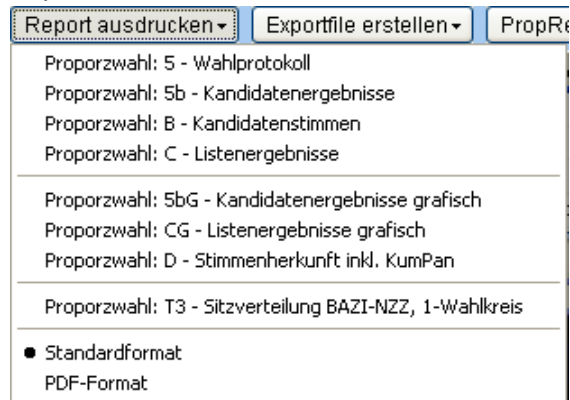 Report ausdrucken Exportfile erstellen PropRe
Proporzwahl: 5 - Wahlprotokoll
Proporzwahl: 5b - Kandidatenergebnisse
Proporzwahl: B - Kandidatenstimmen
Proporzwahl: C - Listenergebnisse
Proporzwahl: 5bG - Kandidatenergebnisse grafisch
Proporzwahl: CG - Listenergebnisse grafisch
Proporzwahl: D - Stimmenherkunft inkl. KumPan
Proporzwahl: T3 - Sitzverteilung BAZI-NZZ, 1-Wahlkreis
Standardformat
PDF-Format